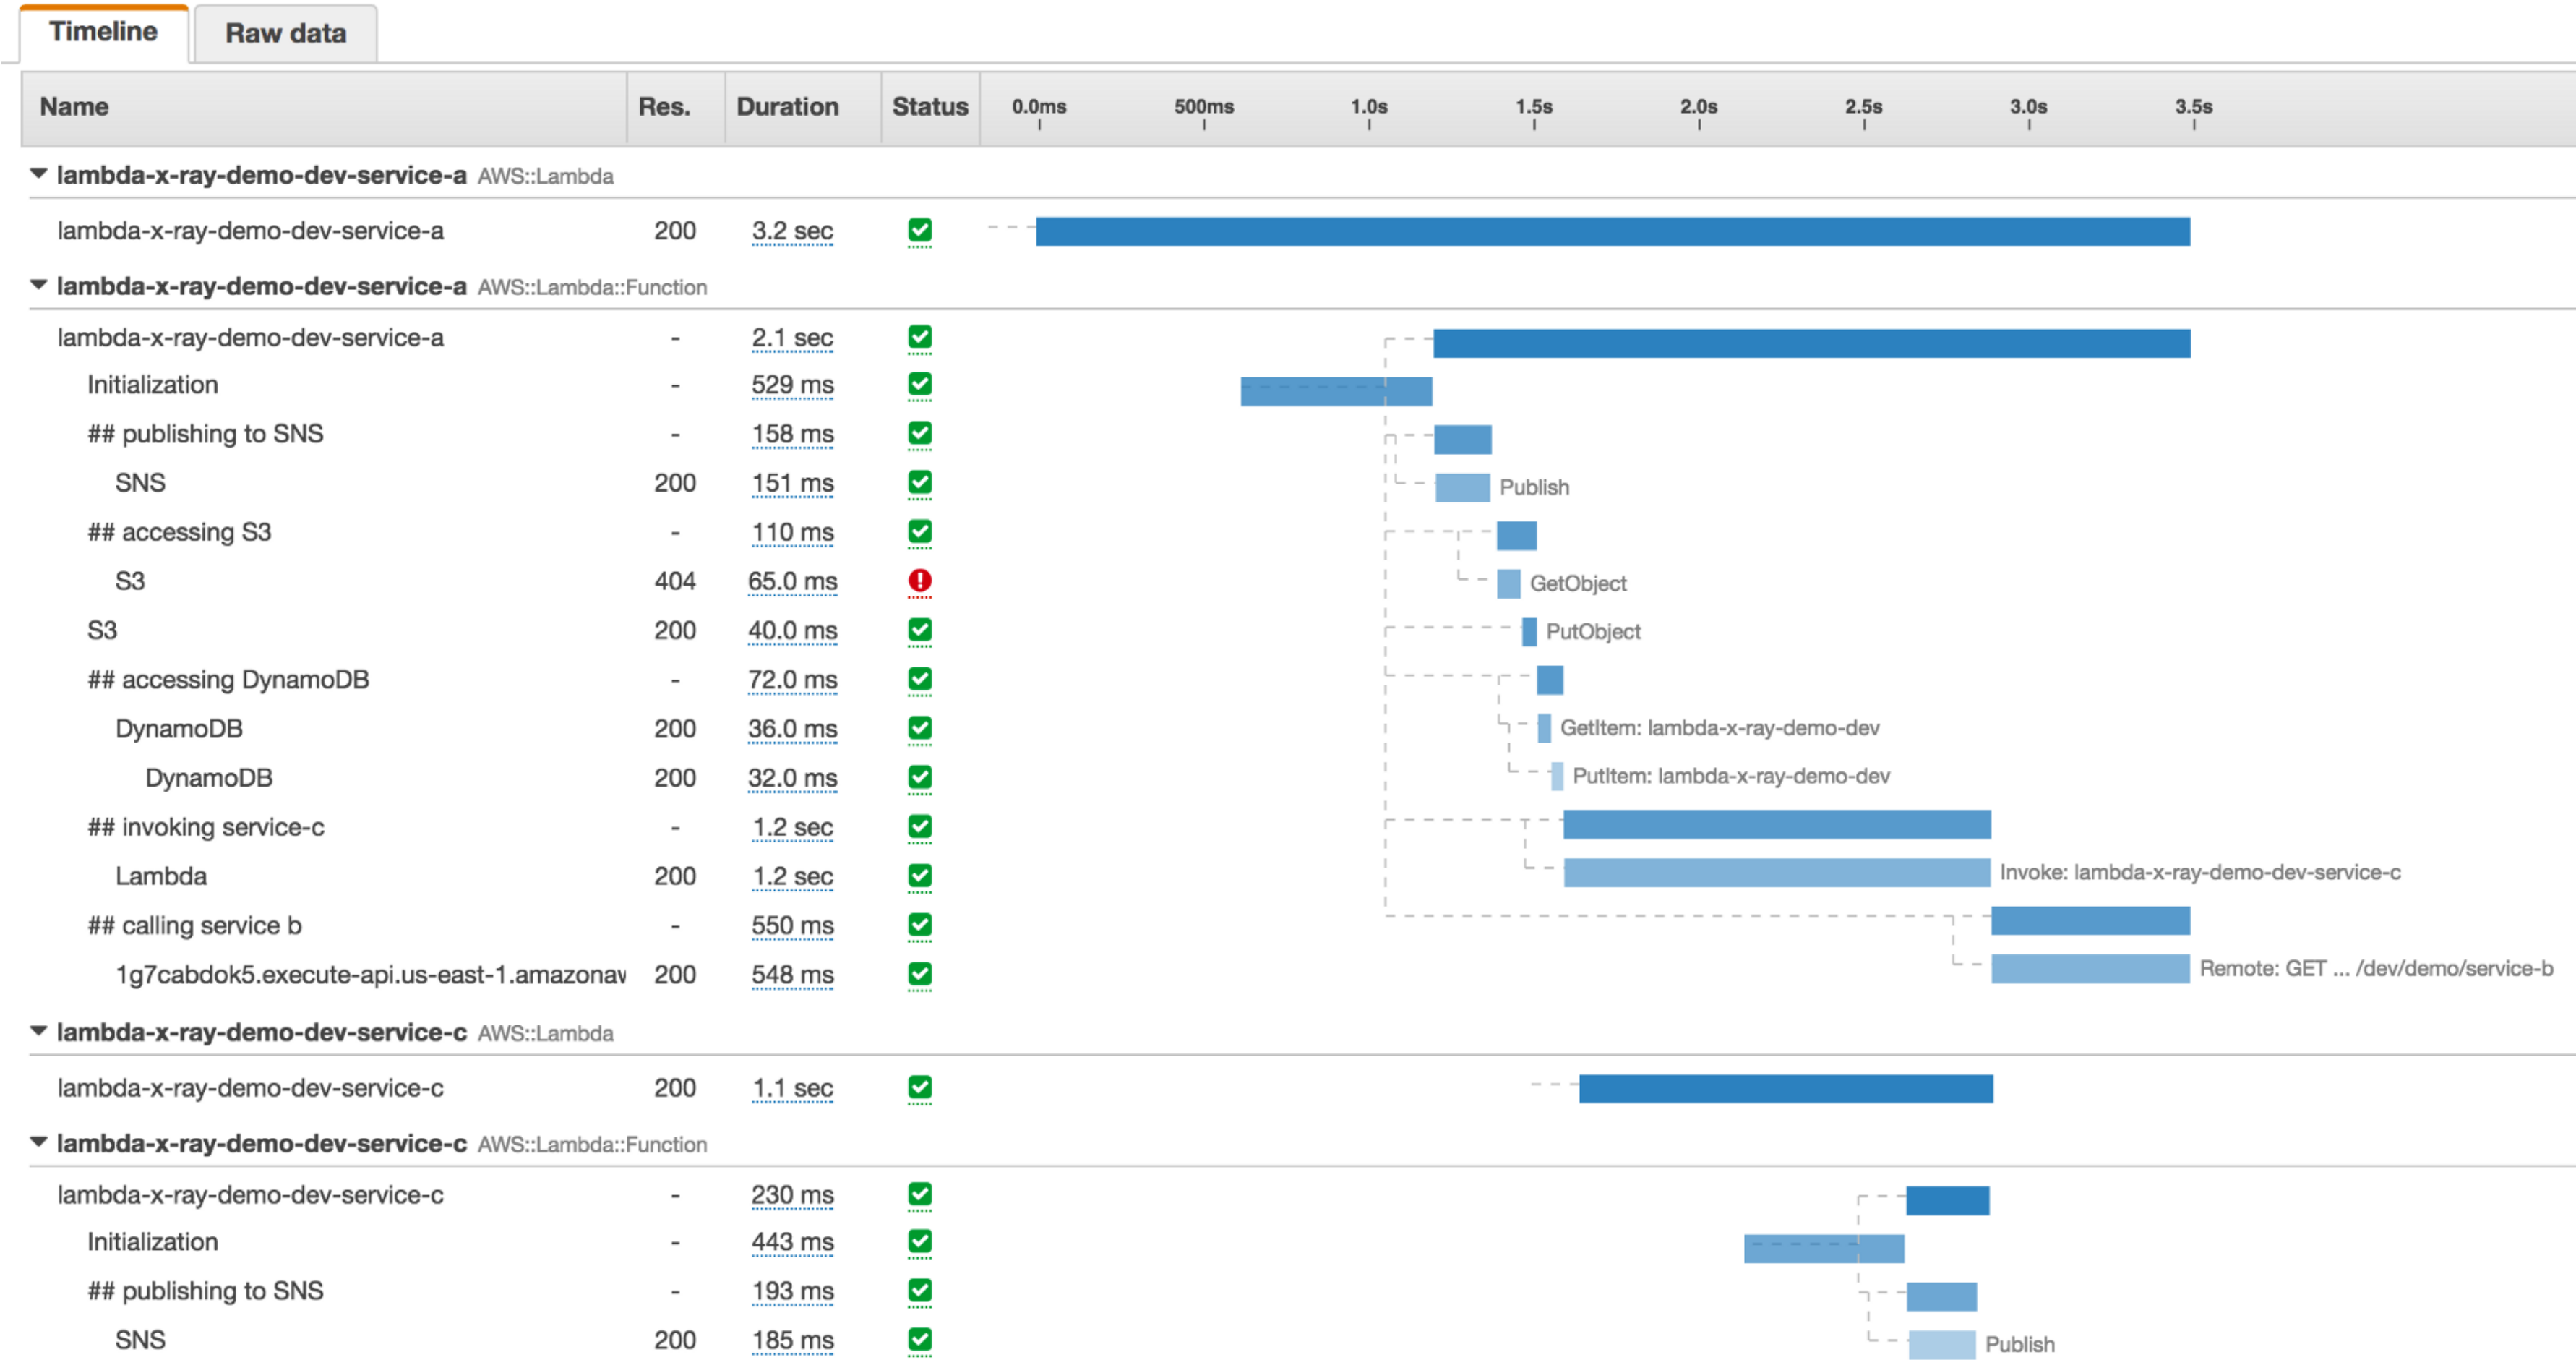 Timeline Raw data
Name Res. Duration Status 0.0ms 500ms 1.0s 1.5s 2.0s 2.5s 3.0s 3.5s
lambda-x-ray-demo-dev-service-a AWS::Lambda
lambda-x-ray-demo-dev-service-a 200 3.2 sec
lambda-x-ray-demo-dev-service-a AWS::Lambda::Function
lambda-x-ray-demo-dev-service-a - 2.1 sec
Initialization - 529 ms
## publishing to SNS - 158 ms
SNS 200 151 ms Publish
## accessing S3 - 110 ms
S3 404 65.0 ms GetObject
S3 200 40.0 ms PutObject
## accessing DynamoDB - 72.0 ms
DynamoDB 200 36.0 ms GetItem: lambda-x-ray-demo-dev
DynamoDB 200 32.0 ms PutItem: lambda-x-ray-demo-dev
## invoking service-c - 1.2 sec
Lambda 200 1.2 sec Invoke: lambda-x-ray-demo-dev-service-c
## calling service b - 550 ms
1g7cabdok5.execute-api.us-east-1.amazonav 200 548 ms Remote: GET ... /dev/demo/service-b
lambda-x-ray-demo-dev-service-c AWS::Lambda
lambda-x-ray-demo-dev-service-c 200 1.1 sec
lambda-x-ray-demo-dev-service-c AWS::Lambda::Function
lambda-x-ray-demo-dev-service-c - 230 ms
Initialization - 443 ms
## publishing to SNS - 193 ms
SNS 200 185 ms Publish